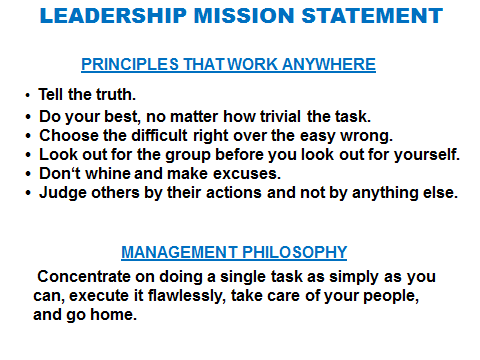 LEADERSHIP MISSION STATEMENT
PRINCIPLES THAT WORK ANYWHERE
• Tell the truth.
• Do your best, no matter how trivial the task.
• Choose the difficult right over the easy wrong.
• Look out for the group before you look out for yourself.
• Don‘t whine and make excuses.
• Judge others by their actions and not by anything else.
MANAGEMENT PHILOSOPHY
Concentrate on doing a single task as simply as you
can, execute it flawlessly, take care of your people,
and go home.